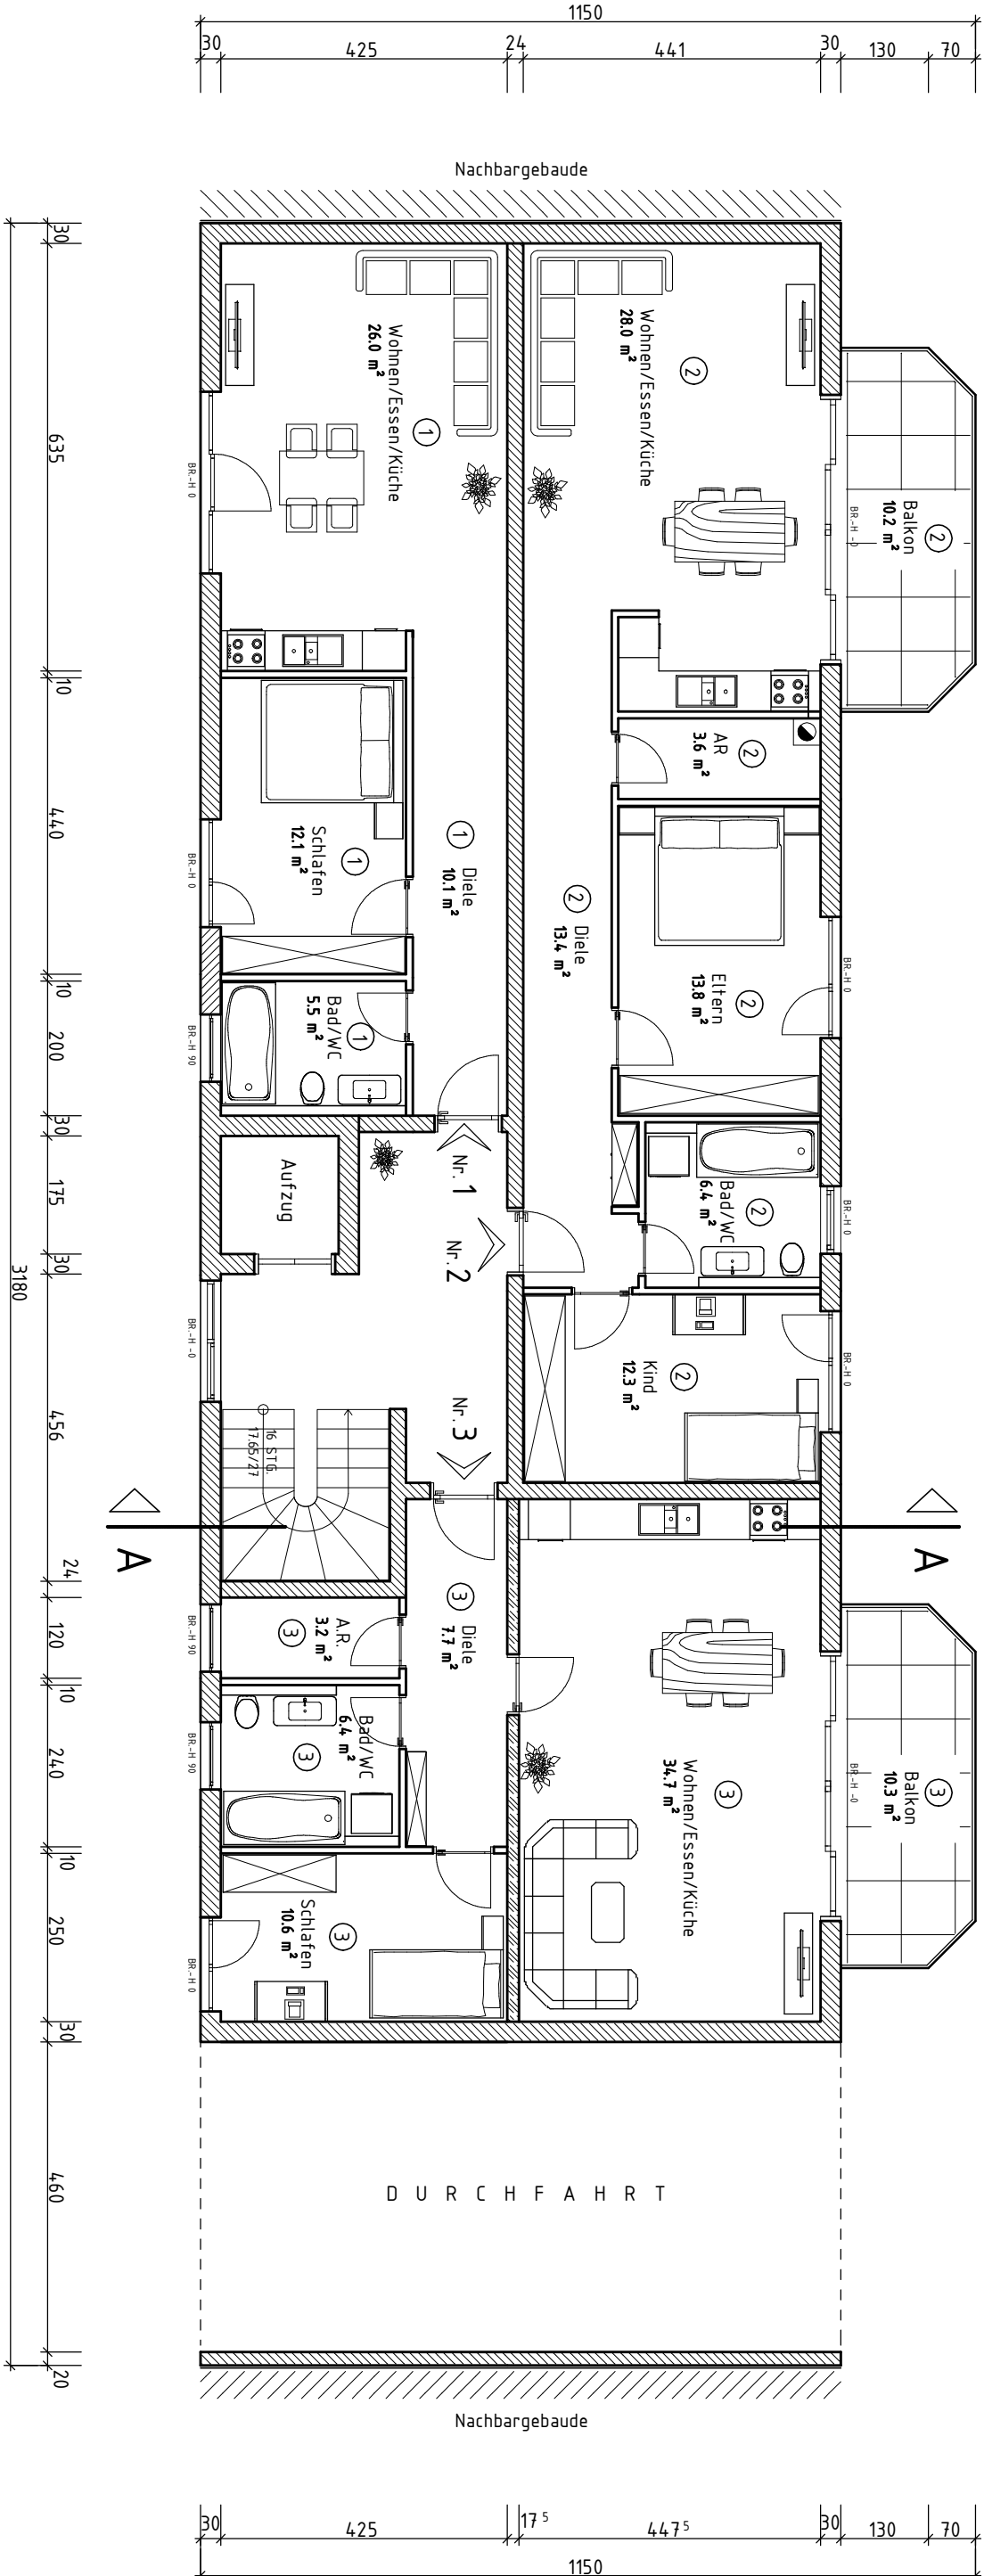 1150
30
425
24
441
30
130
70
Nachbargebaude
30
635
10
440
10
200
30
175
30
456
24
120
10
240
10
250
30
460
20
3180
1
Wohnen/Essen/Küche
26.0 m²
2
Wohnen/Essen/Küche
28.0 m²
2
Balkon
10.2 m²
BR.-H -0
BR.-H 0
2
AR
3.6 m²
1
Schlafen
12.1 m²
BR.-H 0
1
Diele
10.1 m²
2
Diele
13.4 m²
2
Eltern
13.8 m²
BR.-H 0
1
Bad/WC
5.5 m²
BR.-H 90
Aufzug
Nr. 1
Nr. 2
Nr. 3
2
Bad/WC
6.4 m²
BR.-H 0
2
Kind
12.3 m²
BR.-H 0
BR.-H -0
16 STG.
17.65/27
A
A
3
A.R.
3.2 m²
BR.-H 90
3
Diele
7.7 m²
3
Bad/WC
6.4 m²
BR.-H 90
3
Wohnen/Essen/Küche
34.7 m²
3
Balkon
10.3 m²
BR.-H -0
3
Schlafen
10.6 m²
BR.-H 0
DURCHFAHRT
Nachbargebaude
30
425
17⁵
447⁵
30
130
70
1150